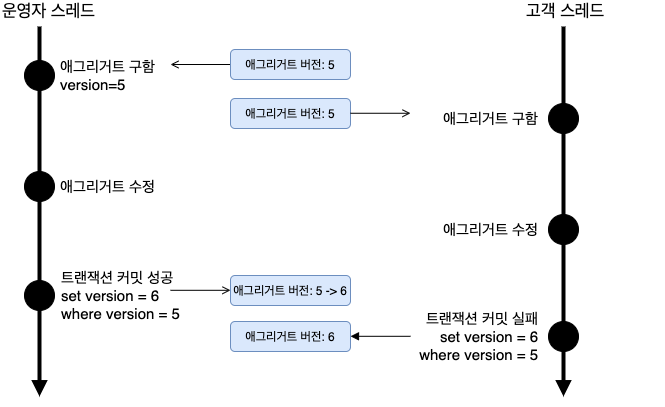 운영자 스레드
고객 스레드
애그리거트 구함
version=5
애그리거트 버전: 5
애그리거트 버전: 5
애그리거트 구함
애그리거트 수정
애그리거트 수정
트랜잭션 커밋 성공
set version = 6
where version = 5
애그리거트 버전: 5 -> 6
트랜잭션 커밋 실패
set version = 6
where version = 5
애그리거트 버전: 6